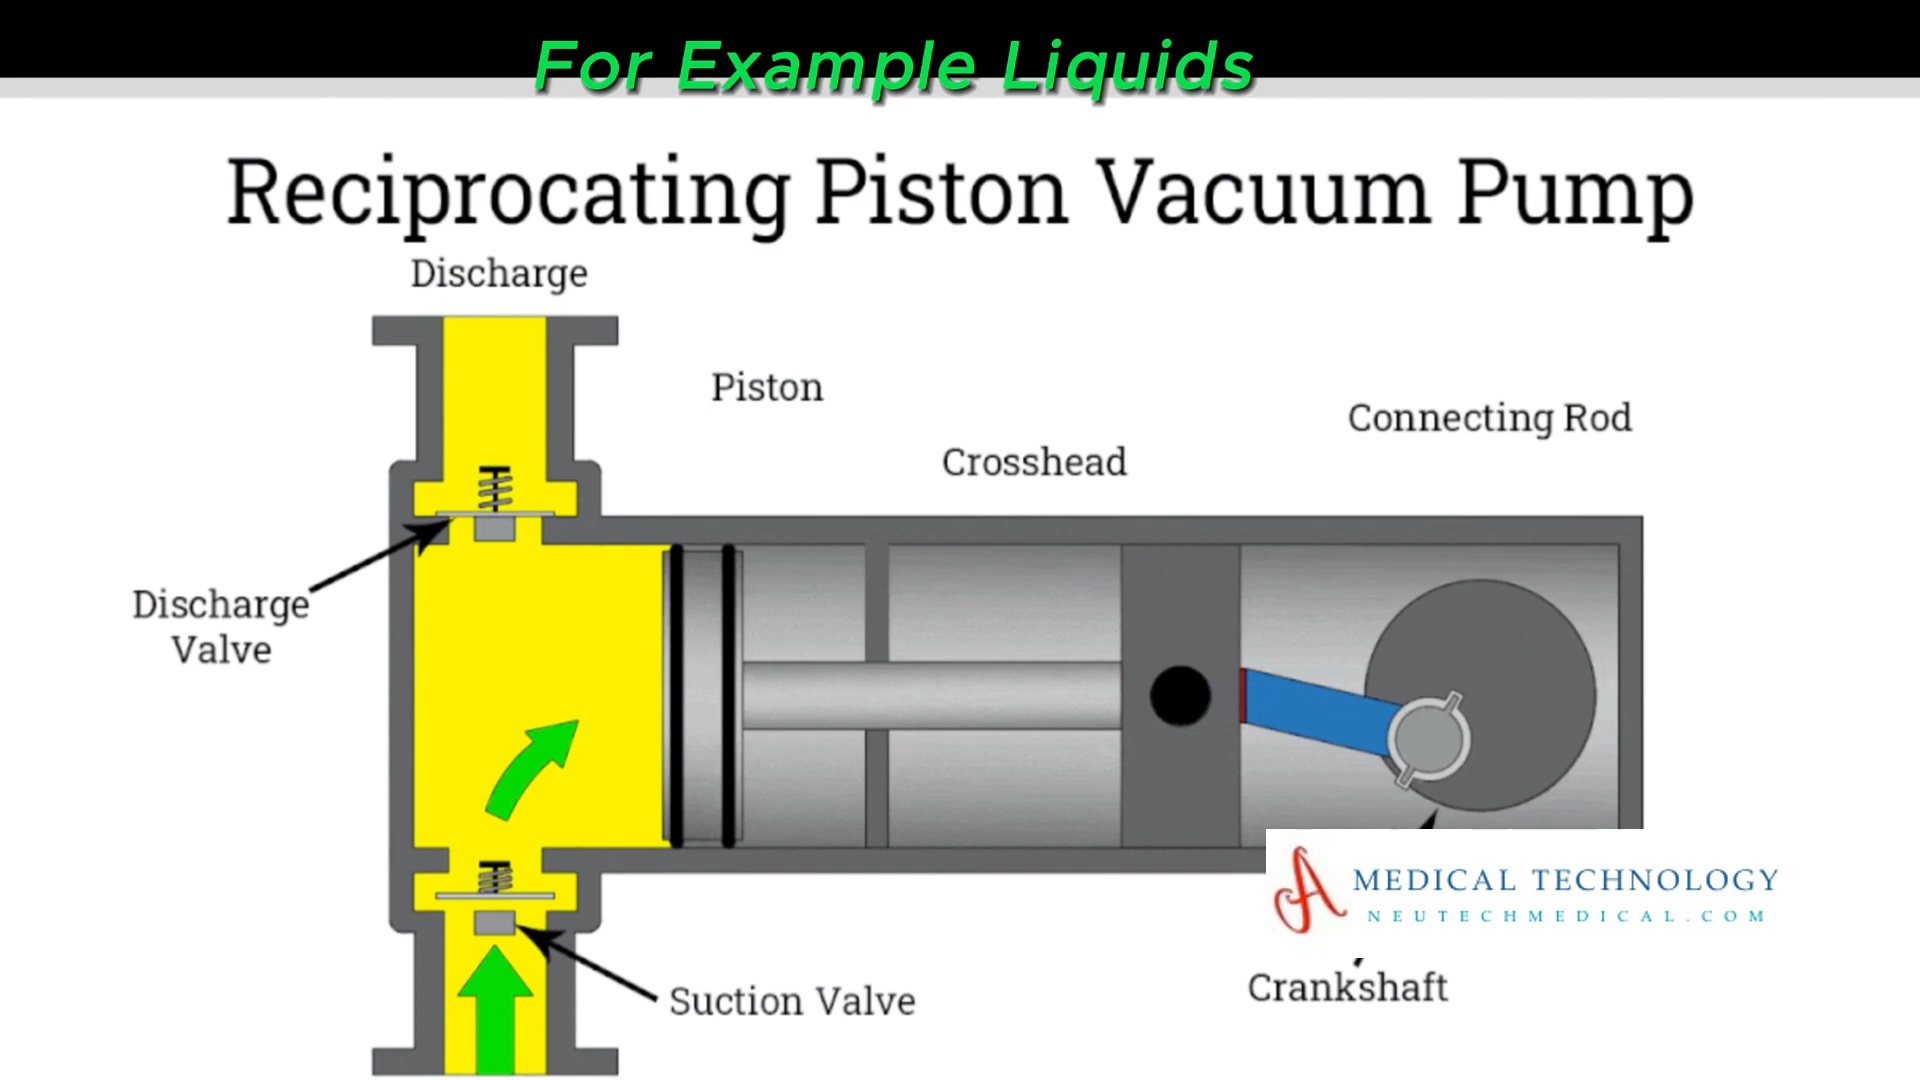 For Example Liquids
Reciprocating Piston Vacuum Pump
Discharge
Piston
Connecting Rod
Crosshead
Discharge
Valve
MEDICAL TECHNOLOGY
NEUTECHMEDICAL.COM
Crankshaft
Suction Valve